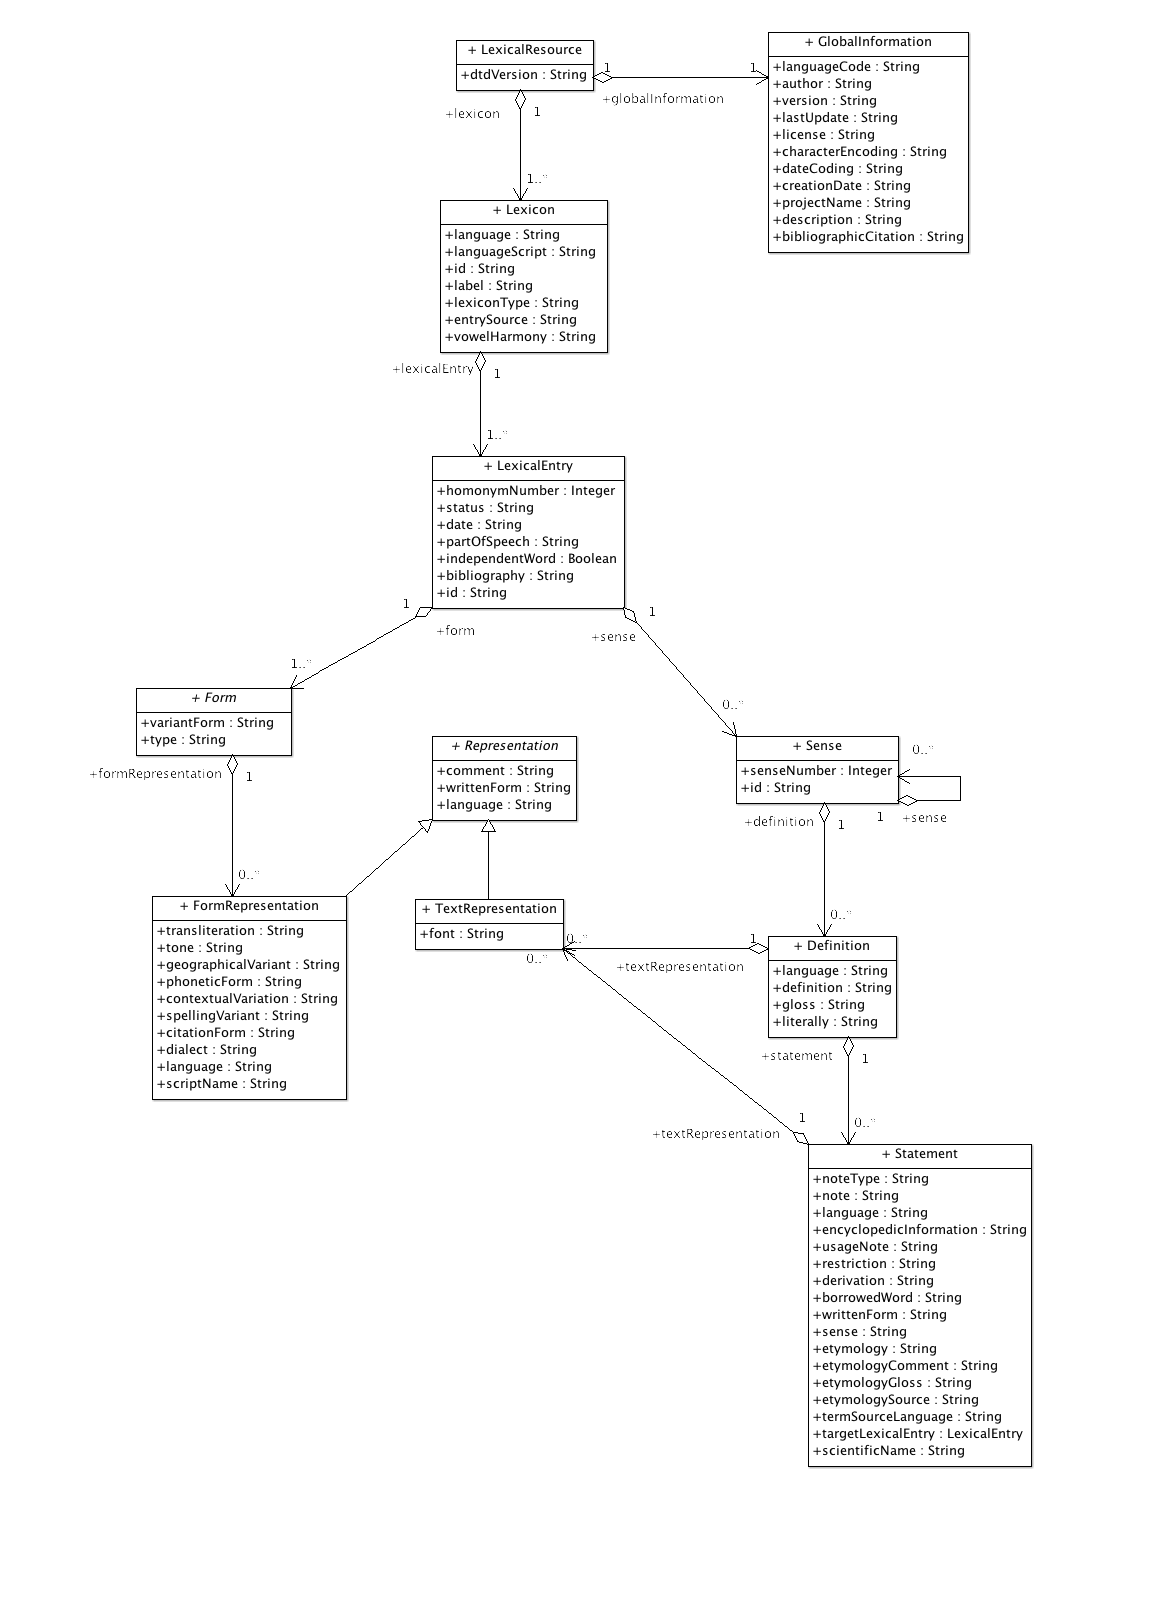 + LexicalResource
+dtdVersion : String
1
1
+globalInformation
+ GlobalInformation
+languageCode : String
+author : String
+version : String
+lastUpdate : String
+license : String
+characterEncoding : String
+dateCoding : String
+creationDate : String
+projectName : String
+description : String
+bibliographicCitation : String
+lexicon
1
1..*
+ Lexicon
+language : String
+languageScript : String
+id : String
+label : String
+lexiconType : String
+entrySource : String
+vowelHarmony : String
+lexicalEntry
1
1..*
+ LexicalEntry
+homonymNumber : Integer
+status : String
+date : String
+partOfSpeech : String
+independentWord : Boolean
+bibliography : String
+id : String
1
+form
1..*
1
+sense
0..*
+ Form
+variantForm : String
+type : String
+formRepresentation
1
0..*
+ Representation
+comment : String
+writtenForm : String
+language : String
+ Sense
+senseNumber : Integer
+id : String
0..*
1
+sense
+definition
1
0..*
+ FormRepresentation
+transliteration : String
+tone : String
+geographicalVariant : String
+phoneticForm : String
+contextualVariation : String
+spellingVariant : String
+citationForm : String
+dialect : String
+language : String
+scriptName : String
+ TextRepresentation
+font : String
0..*
0..*
1
+textRepresentation
+ Definition
+language : String
+definition : String
+gloss : String
+literally : String
+statement
1
0..*
1
+textRepresentation
+ Statement
+noteType : String
+note : String
+language : String
+encyclopedicInformation : String
+usageNote : String
+restriction : String
+derivation : String
+borrowedWord : String
+writtenForm : String
+sense : String
+etymology : String
+etymologyComment : String
+etymologyGloss : String
+etymologySource : String
+termSourceLanguage : String
+targetLexicalEntry : LexicalEntry
+scientificName : String